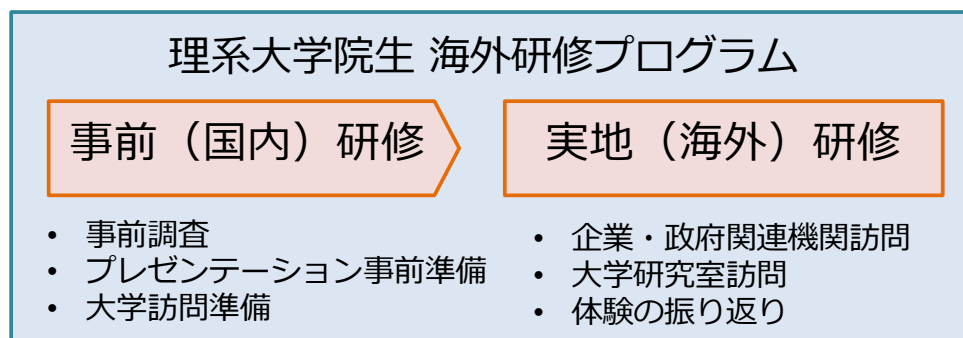 理系大学院生 海外研修プログラム
事前（国内）研修
• 事前調査
• プレゼンテーション事前準備
• 大学訪問準備
実地（海外）研修
• 企業・政府関連機関訪問
• 大学研究室訪問
• 体験の振り返り